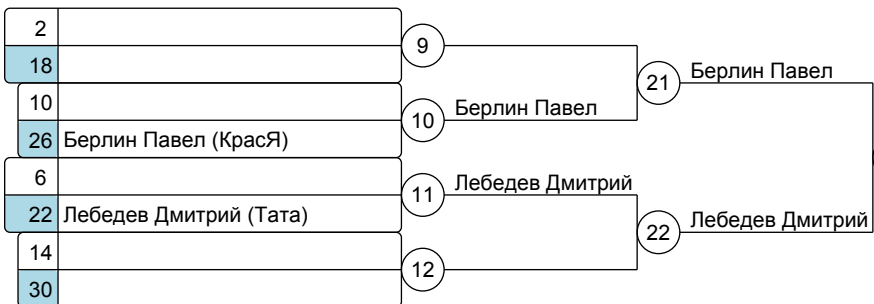 2
9
18
21 Берлин Павел
10
10 Берлин Павел
26 Берлин Павел (КрасЯ)
6
11 Лебедев Дмитрий
22 Лебедев Дмитрий (Тата)
22 Лебедев Дмитрий
14
12
30